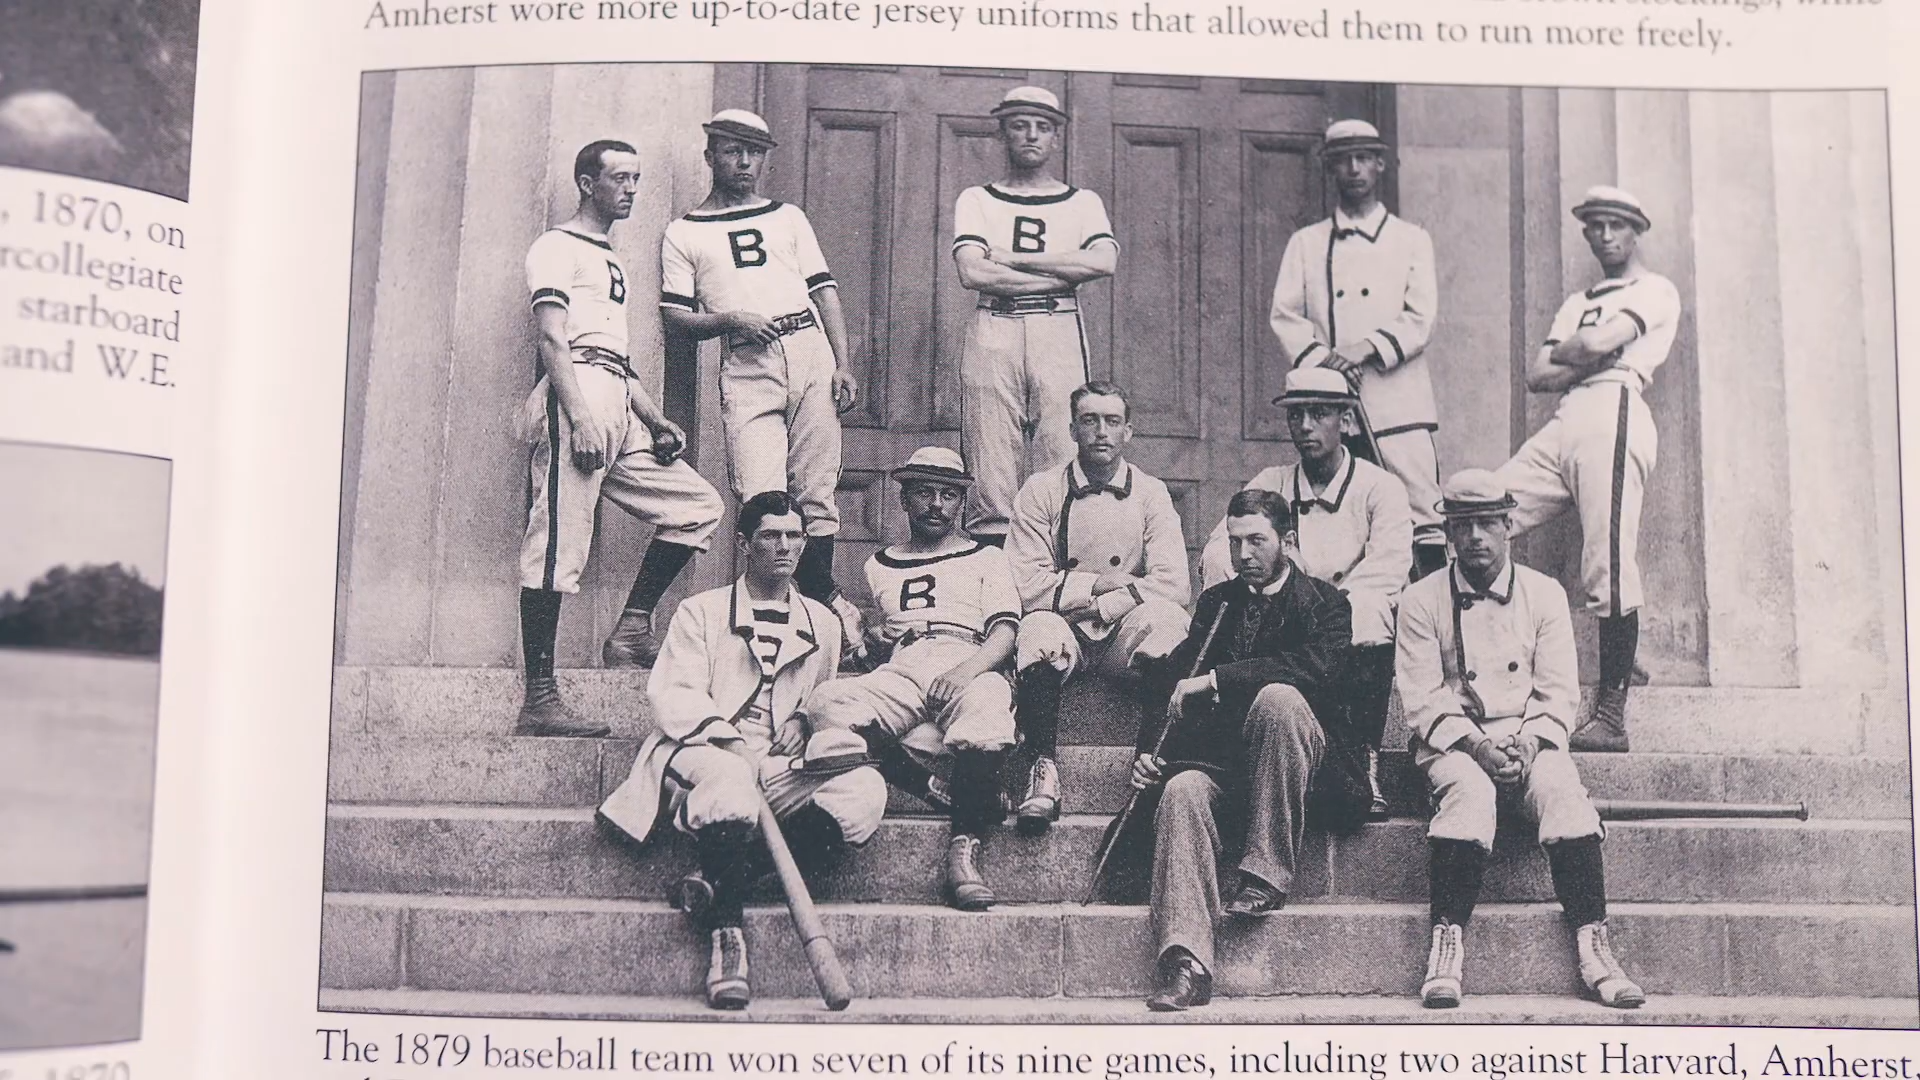 , 1870, on
rcollegiate
starboard
and W.E.
1870
Amherst wore more up-to-date jersey uniforms that allowed them to run more freely.
B
B
B
B
B
B
The 1879 baseball team won seven of its nine games, including two against Harvard, Amherst,